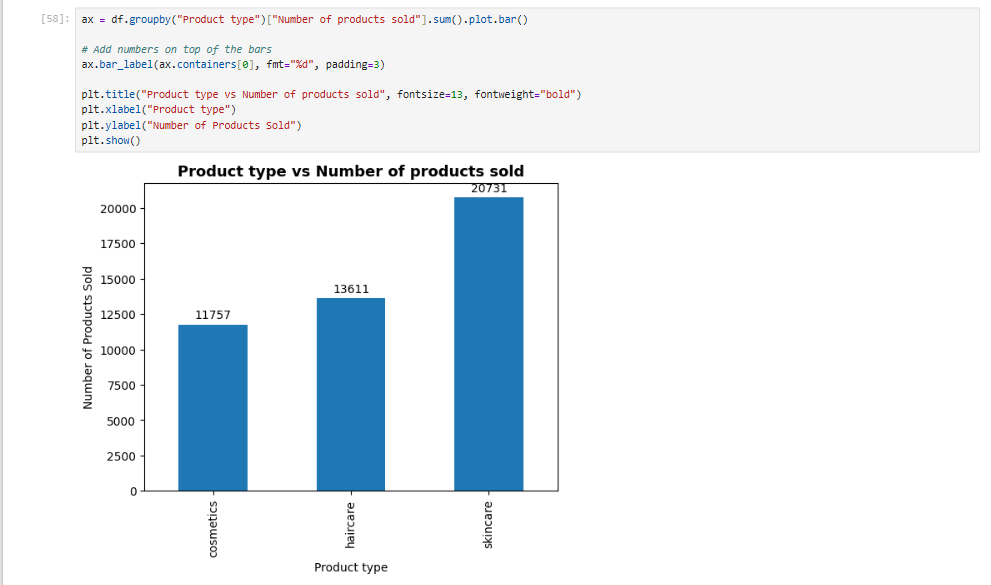 [58]: ax = df.groupby("Product type")["Number of products sold"].sum().plot.bar()
# Add numbers on top of the bars
ax.bar_label(ax.containers[0], fmt="%d", padding=3)
plt.title("Product type vs Number of products sold", fontsize=13, fontweight="bold")
plt.xlabel("Product type")
plt.ylabel("Number of Products Sold")
plt.show()
Product type vs Number of products sold
Number of Products Sold
20000
17500
15000
12500
10000
7500
5000
2500
0
11757
13611
20731
cosmetics
haircare
skincare
Product type